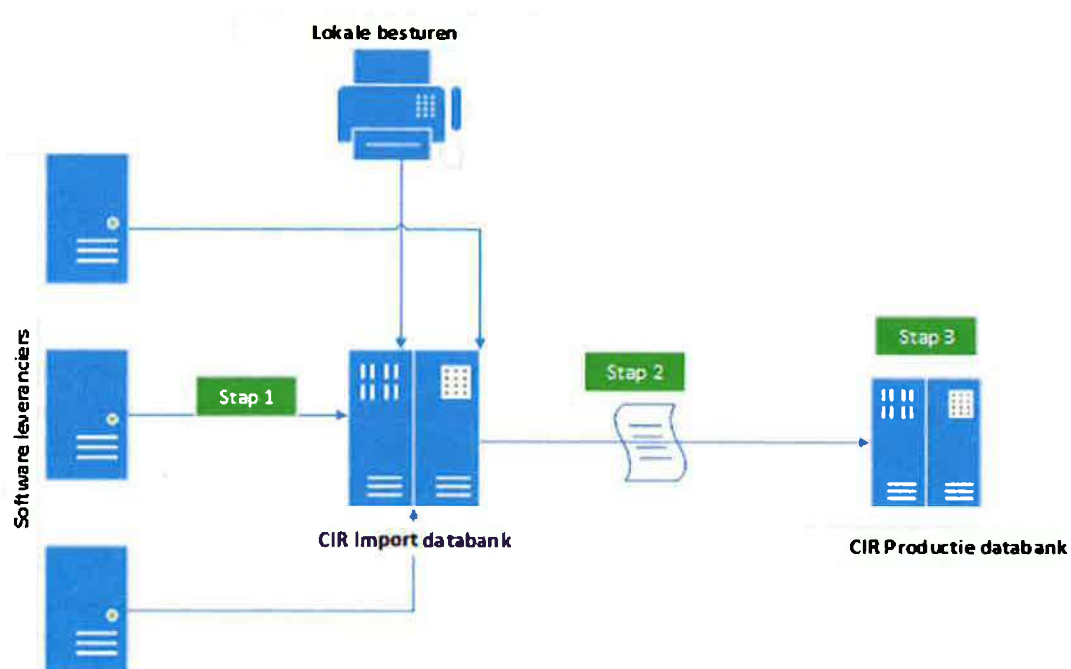 Lokale besturen
Software leveranciers
Stap 1
Stap 2
Stap 3
CIR Import databank
CIR Productie databank